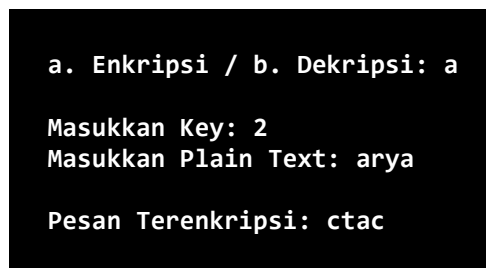 a. Enkripsi / b. Dekripsi: a
Masukkan Key: 2
Masukkan Plain Text: arya
Pesan Terenkripsi: ctac